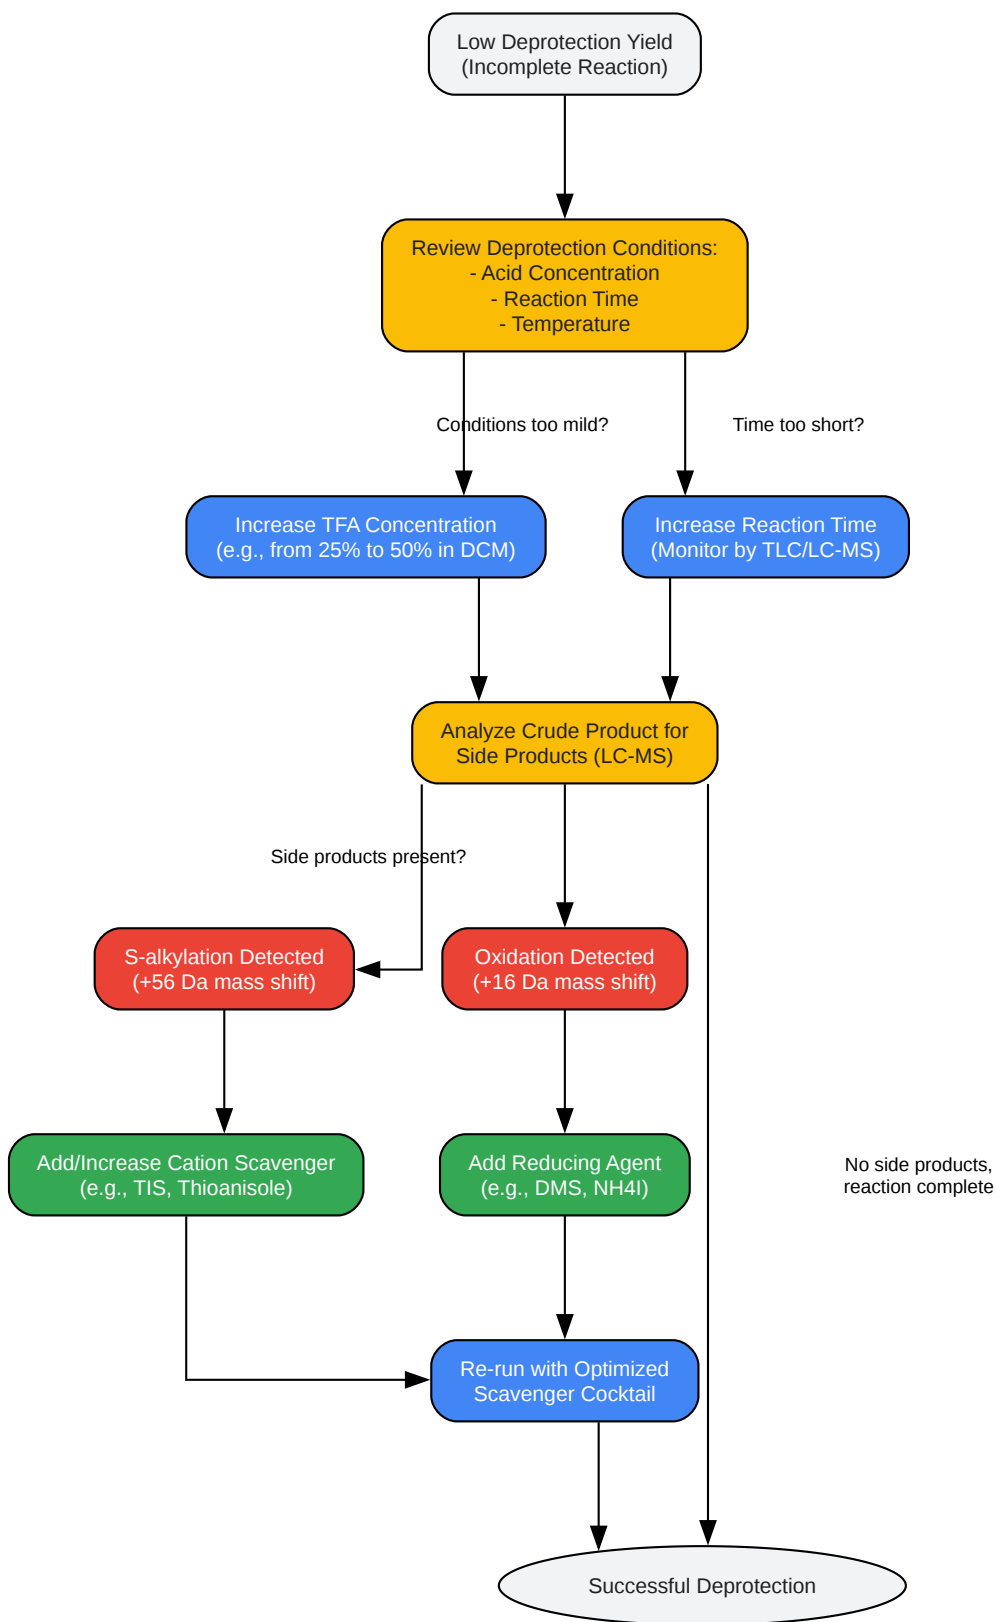 Low Deprotection Yield
(Incomplete Reaction)
Review Deprotection Conditions:
- Acid Concentration
- Reaction Time
- Temperature
Conditions too mild?
Time too short?
Increase TFA Concentration
(e.g., from 25% to 50% in DCM)
Increase Reaction Time
(Monitor by TLC/LC-MS)
Analyze Crude Product for
Side Products (LC-MS)
Side products present?
S-alkylation Detected
(+56 Da mass shift)
Oxidation Detected
(+16 Da mass shift)
Add/Increase Cation Scavenger
(e.g., TIS, Thioanisole)
Add Reducing Agent
(e.g., DMS, NH4I)
No side products,
reaction complete
Re-run with Optimized
Scavenger Cocktail
Successful Deprotection